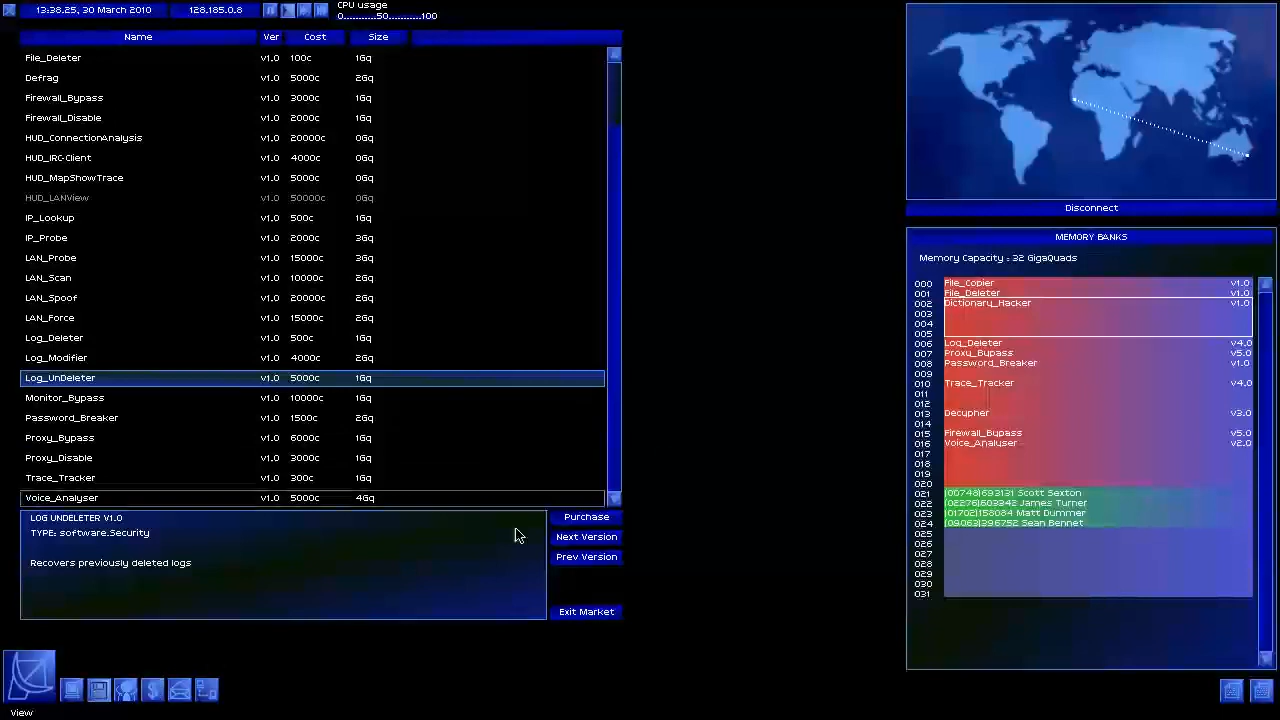 13:38.25, 30 March 2010
128.185.0.8
CPU usage
0...........50...........100
Name Ver Cost Size
File_Deleter v1.0 100c 1Gq
Defrag v1.0 5000c 2Gq
Firewall_Bypass v1.0 3000c 1Gq
Firewall_Disable v1.0 2000c 1Gq
HUD_ConnectionAnalysis v1.0 20000c 0Gq
HUD_IRC-Client v1.0 4000c 0Gq
HUD_MapShowTrace v1.0 5000c 0Gq
HUD_LANView v1.0 50000c 0Gq
IP_Lookup v1.0 500c 1Gq
IP_Probe v1.0 2000c 3Gq
LAN_Probe v1.0 15000c 3Gq
LAN_Scan v1.0 10000c 2Gq
LAN_Spoof v1.0 20000c 2Gq
LAN_Force v1.0 15000c 2Gq
Log_Deleter v1.0 500c 1Gq
Log_Modifier v1.0 4000c 2Gq
Log_UnDeleter v1.0 5000c 1Gq
Monitor_Bypass v1.0 10000c 1Gq
Password_Breaker v1.0 1500c 2Gq
Proxy_Bypass v1.0 6000c 1Gq
Proxy_Disable v1.0 3000c 1Gq
Trace_Tracker v1.0 300c 1Gq
Voice_Analyser v1.0 5000c 4Gq
LOG UNDELETER V1.0
TYPE: software.Security
Recovers previously deleted logs
Purchase
Next Version
Prev Version
Exit Market
View
Disconnect
MEMORY BANKS
Memory Capacity : 32 GigaQuads
000 File_Copier v1.0
001 File_Deleter v1.0
002 Dictionary_Hacker v1.0
003
004
005
006 Log_Deleter v4.0
007 Proxy_Bypass v5.0
008 Password_Breaker v1.0
009
010 Trace_Tracker v4.0
011
012
013 Decypher v3.0
014
015 Firewall_Bypass v5.0
016 Voice_Analyser v2.0
017
018
019
020
021 (00748)693131 Scott Sexton
022 (02276)603342 James Turner
023 (01702)158084 Matt Dummer
024 (09063)396752 Sean Bennet
025
026
027
028
029
030
031